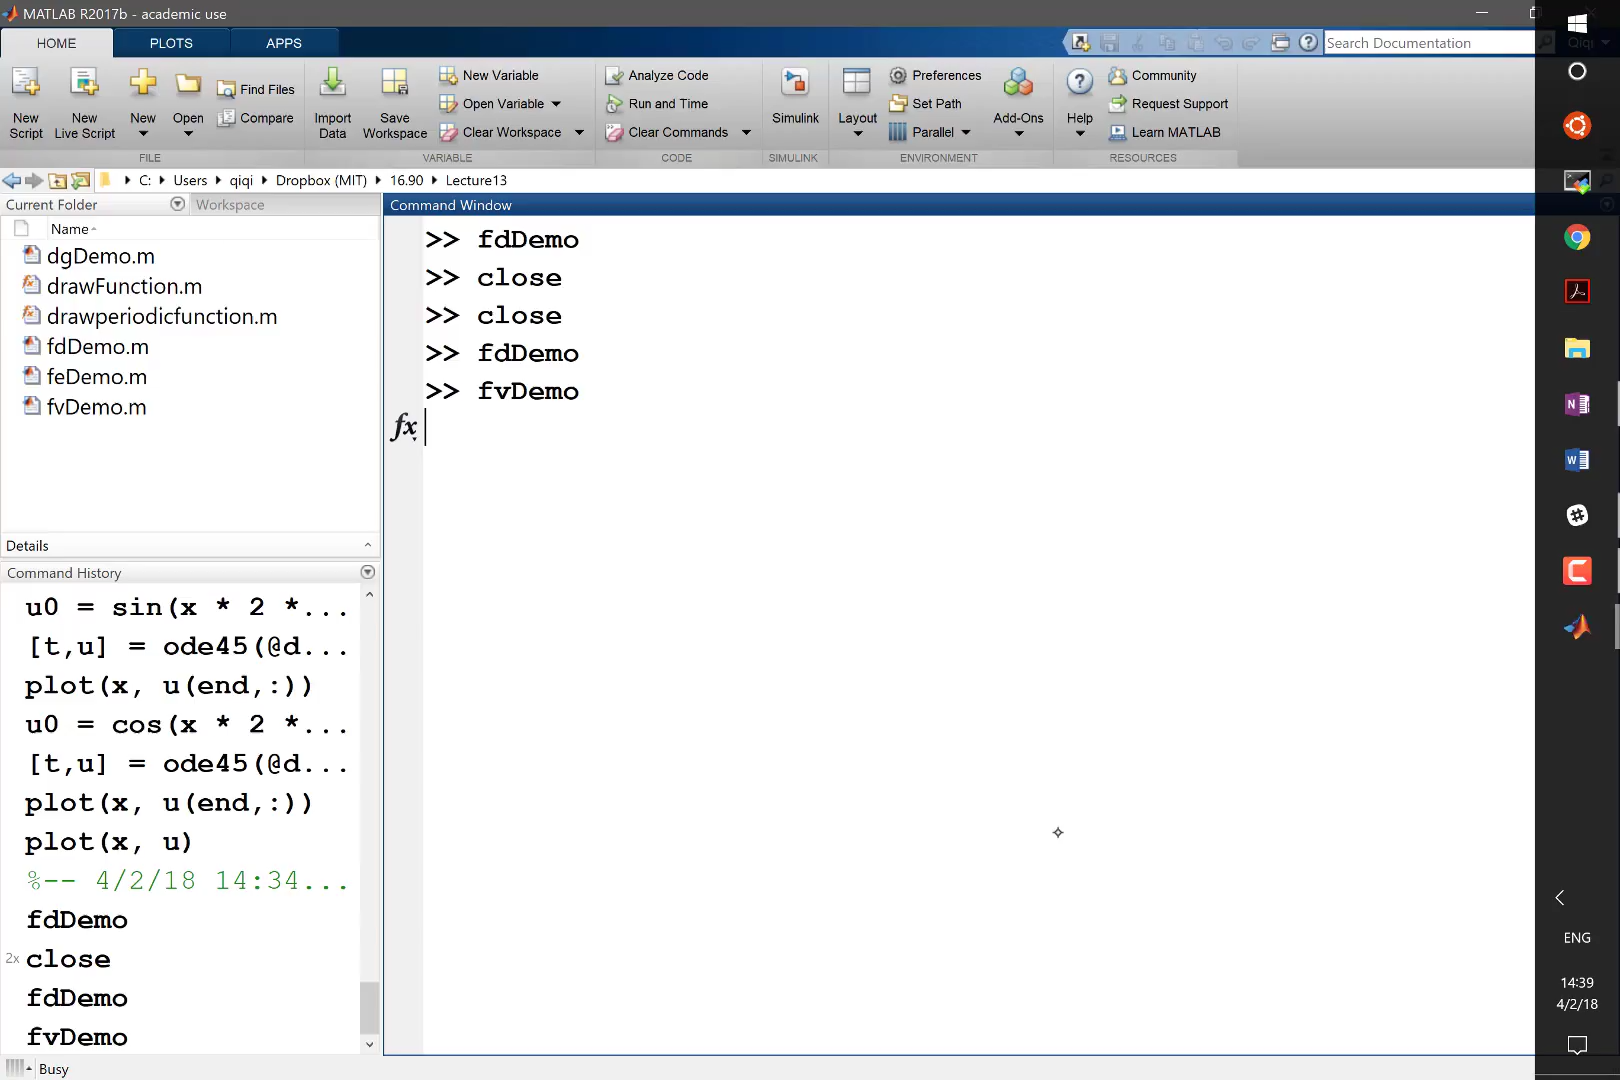 MATLAB R2017b - academic use
HOME PLOTS APPS
Search Documentation
Qiqi
New Script
New Live Script
New
Open
Find Files
Compare
Import Data
Save Workspace
New Variable
Open Variable
Clear Workspace
Analyze Code
Run and Time
Clear Commands
Simulink
Layout
Preferences
Set Path
Parallel
Add-Ons
Help
Community
Request Support
Learn MATLAB
FILE VARIABLE CODE SIMULINK ENVIRONMENT RESOURCES
C: Users qiqi Dropbox (MIT) 16.90 Lecture13
Current Folder Workspace
Name
dgDemo.m
drawFunction.m
drawperiodicfunction.m
fdDemo.m
feDemo.m
fvDemo.m
Details
Command History
u0 = sin(x * 2 *...
[t,u] = ode45(@d...
plot(x, u(end,:))
u0 = cos(x * 2 *...
[t,u] = ode45(@d...
plot(x, u(end,:))
plot(x, u)
%-- 4/2/18 14:34...
fdDemo
2x close
fdDemo
fvDemo
Busy
Command Window
>> fdDemo
>> close
>> close
>> fdDemo
>> fvDemo
fx
ENG
14:39
4/2/18